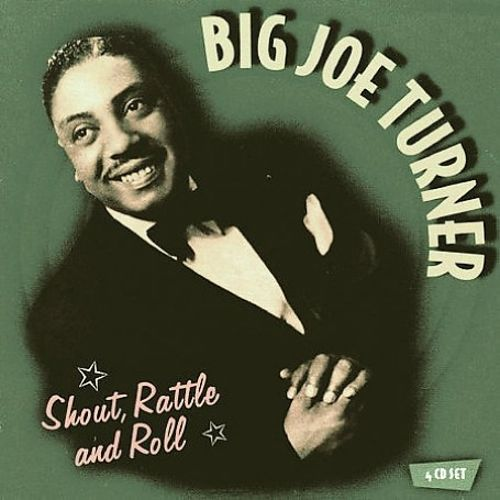 BIG JOE TURNER
Shout, Rattle
and Roll
4 CD SET